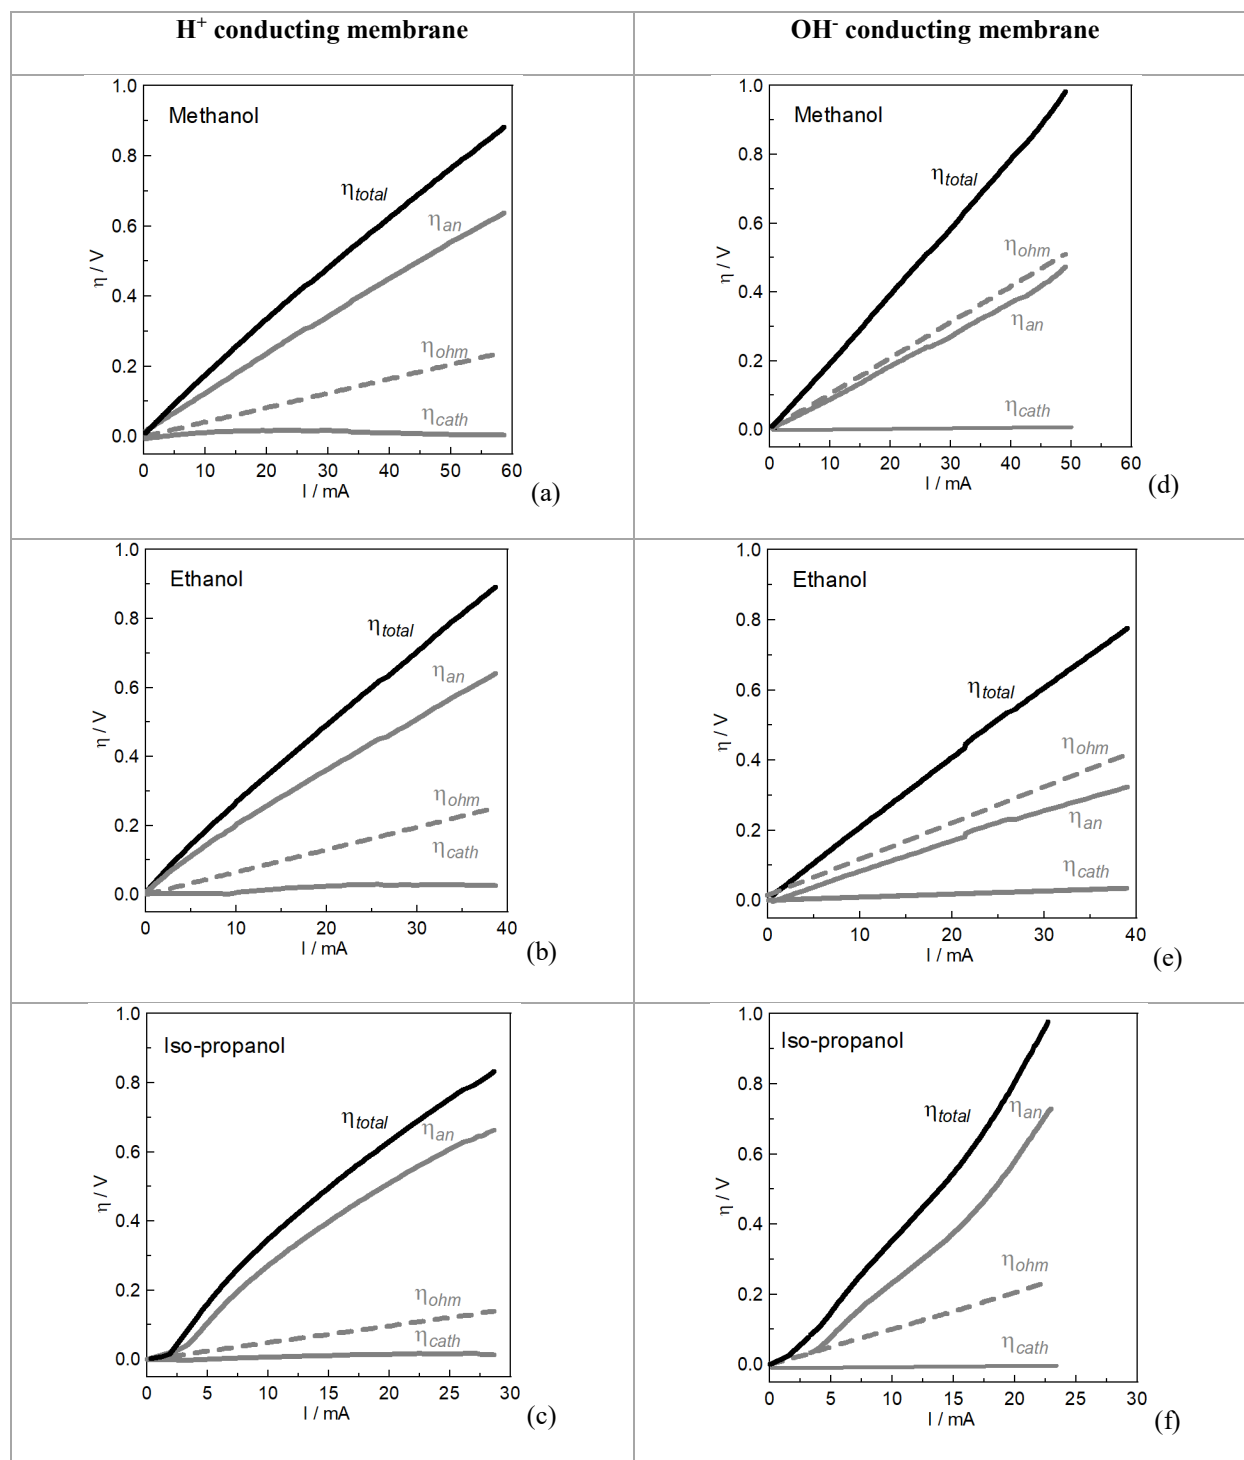 H+ conducting membrane
OH- conducting membrane
Methanol
η / V
1.0
0.8
0.6
0.4
0.2
0.0
ηtotal
ηan
ηohm
ηcath
0 10 20 30 40 50 60
I / mA
(a)
Methanol
η / V
1.0
0.8
0.6
0.4
0.2
0.0
ηtotal
ηohm
ηan
ηcath
0 10 20 30 40 50 60
I / mA
(d)
Ethanol
η / V
1.0
0.8
0.6
0.4
0.2
0.0
ηtotal
ηan
ηohm
ηcath
0 10 20 30 40
I / mA
(b)
Ethanol
η / V
1.0
0.8
0.6
0.4
0.2
0.0
ηtotal
ηohm
ηan
ηcath
0 10 20 30 40
I / mA
(e)
Iso-propanol
η / V
1.0
0.8
0.6
0.4
0.2
0.0
ηtotal
ηan
ηohm
ηcath
0 5 10 15 20 25 30
I / mA
(c)
Iso-propanol
η / V
1.0
0.8
0.6
0.4
0.2
0.0
ηtotal
ηan
ηohm
ηcath
0 5 10 15 20 25 30
I / mA
(f)